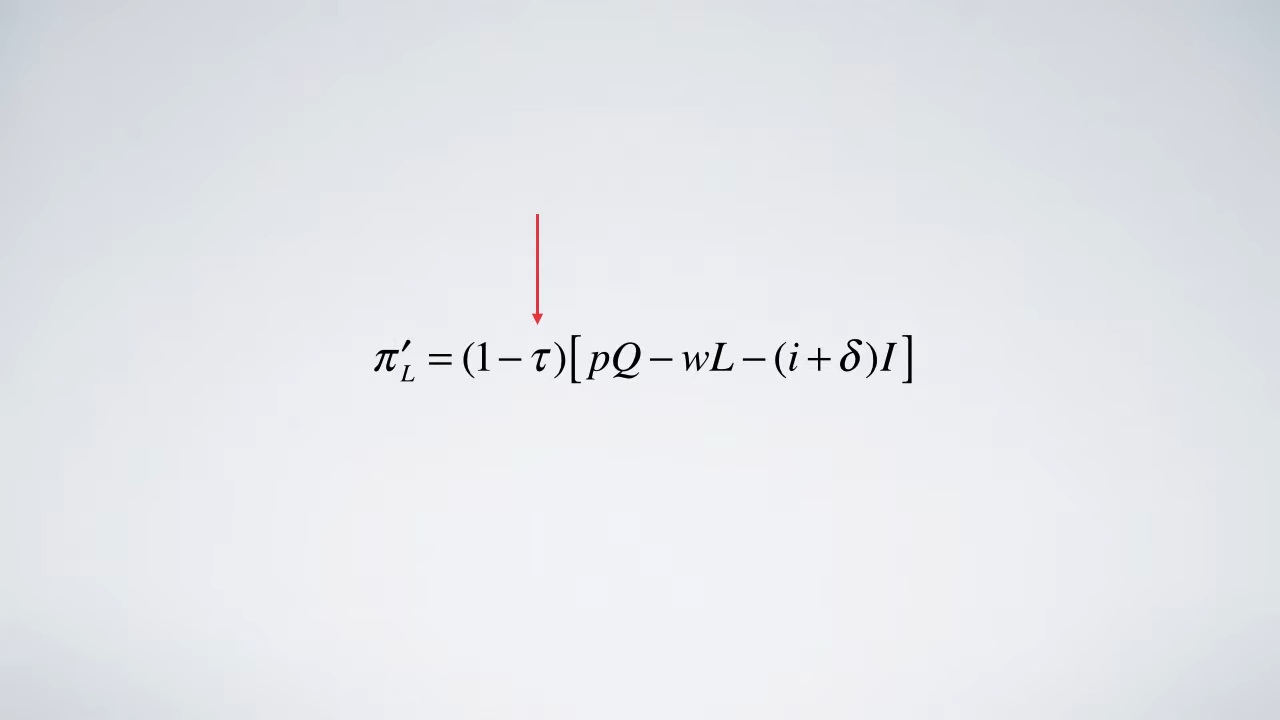 π′_L = (1 − τ)[pQ − wL − (i + δ)I]